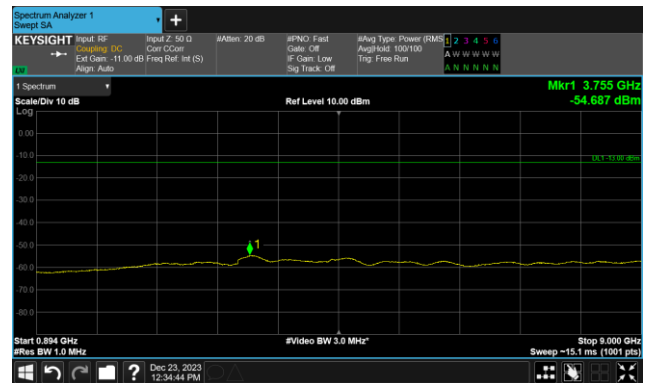 Spectrum Analyzer 1
Swept SA
+
KEYSIGHT
Input: RF
Coupling: DC
Ext Gain: -11.00 dB
Align: Auto
Input Z: 50 Ω
Corr CCorr
Freq Ref: Int (S)
#Atten: 20 dB
#PNO: Fast
Gate: Off
IF Gain: Low
Sig Track: Off
#Avg Type: Power (RMS
Avg|Hold: 100/100
Trig: Free Run
1 2 3 4 5 6
A W W W W W
A N N N N N
1 Spectrum
Mkr1 3.755 GHz
Scale/Div 10 dB
Ref Level 10.00 dBm
-54.687 dBm
Log
0.00
DL1 -13.00 dBm
-10.0
-20.0
-30.0
-40.0
-50.0
1
-60.0
-70.0
-80.0
Start 0.894 GHz
#Video BW 3.0 MHz*
Stop 9.000 GHz
#Res BW 1.0 MHz
Sweep ~15.1 ms (1001 pts)
?
Dec 23, 2023
12:34:44 PM